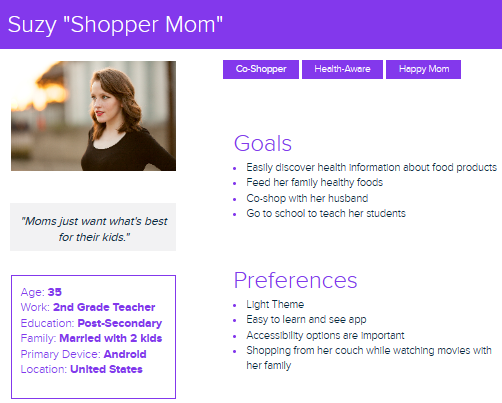 Suzy "Shopper Mom"
Co-Shopper
Health-Aware
Happy Mom
Goals
• Easily discover health information about food products
• Feed her family healthy foods
• Co-shop with her husband
• Go to school to teach her students
"Moms just want what's best
for their kids."
Age: 35
Work: 2nd Grade Teacher
Education: Post-Secondary
Family: Married with 2 kids
Primary Device: Android
Location: United States
Preferences
• Light Theme
• Easy to learn and see app
• Accessibility options are important
• Shopping from her couch while watching movies with
her family